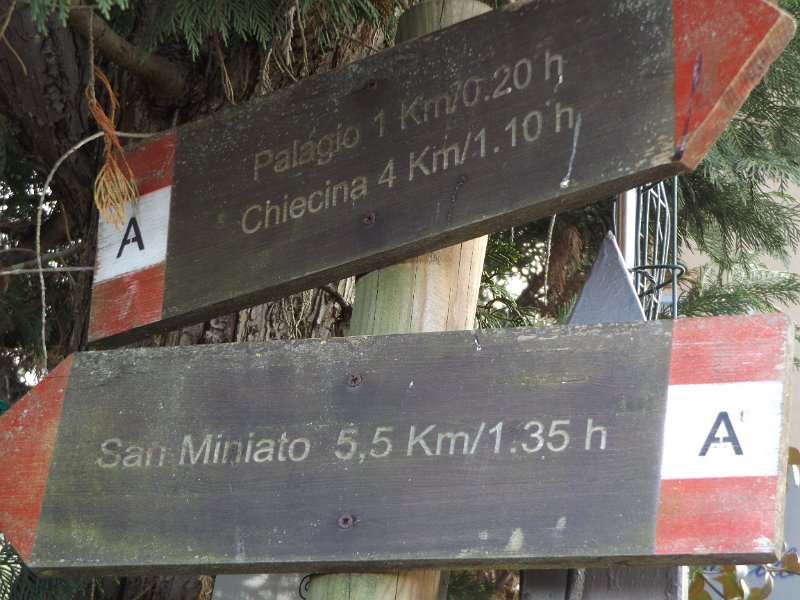 Palagio 1 Km/0.20 h
Chiecina 4 Km/1.10 h
A
San Miniato 5,5 Km/1.35 h
A